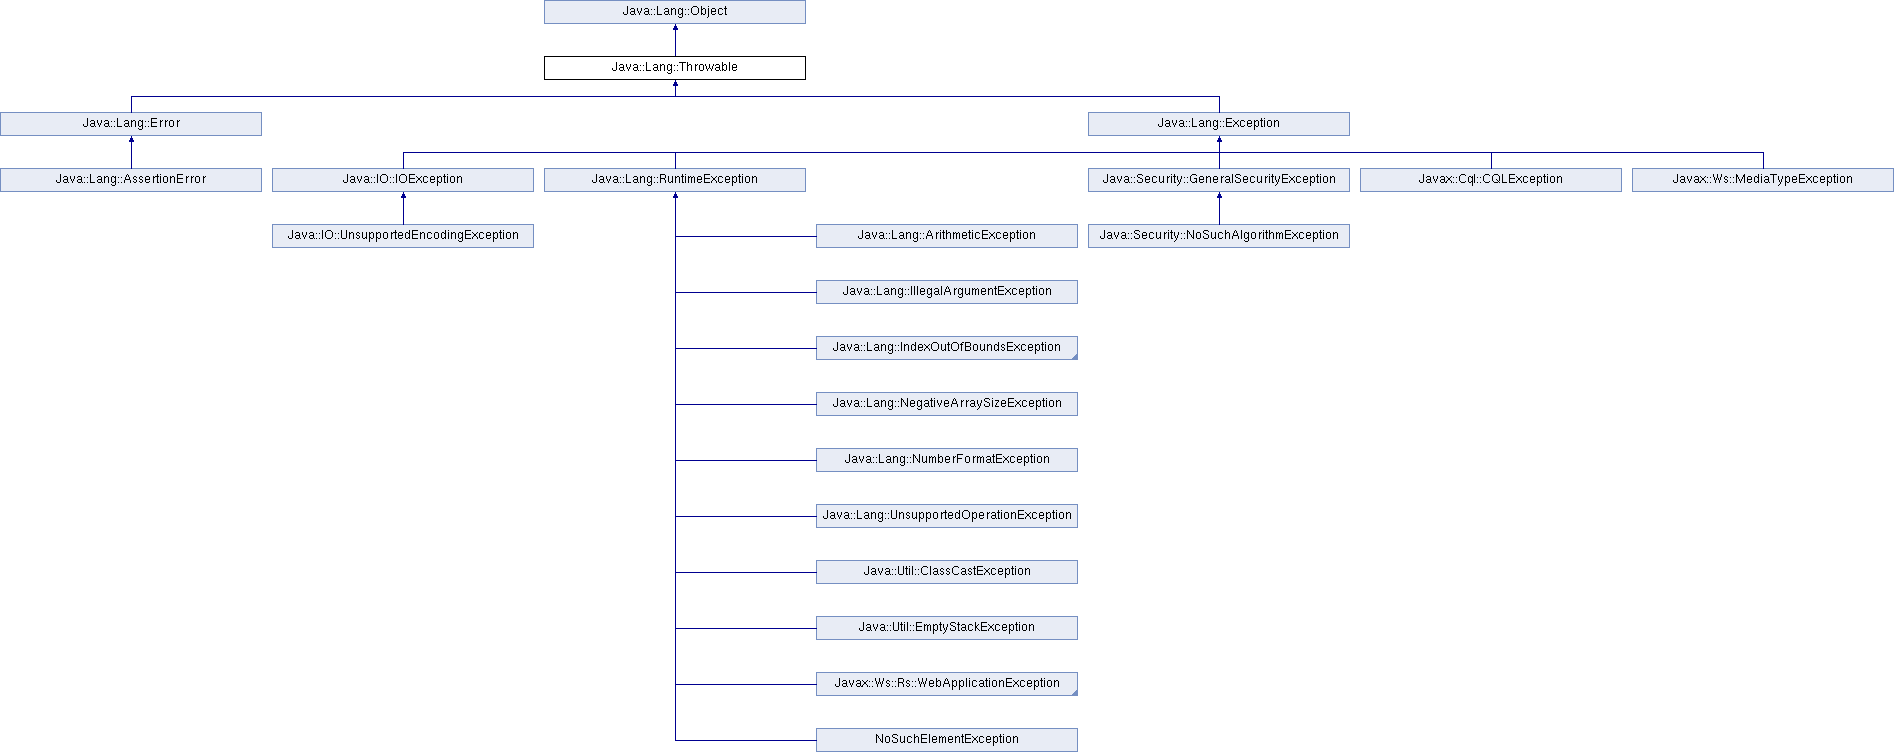 Java::Lang::Object
Java::Lang::Throwable
Java::Lang::Error
Java::Lang::Exception
Java::Lang::AssertionError
Java::IO::IOException
Java::Lang::RuntimeException
Java::Security::GeneralSecurityException
Javax::Cql::CQLException
Javax::Ws::MediaTypeException
Java::IO::UnsupportedEncodingException
Java::Lang::ArithmeticException
Java::Security::NoSuchAlgorithmException
Java::Lang::IllegalArgumentException
Java::Lang::IndexOutOfBoundsException
Java::Lang::NegativeArraySizeException
Java::Lang::NumberFormatException
Java::Lang::UnsupportedOperationException
Java::Util::ClassCastException
Java::Util::EmptyStackException
Javax::Ws::Rs::WebApplicationException
NoSuchElementException